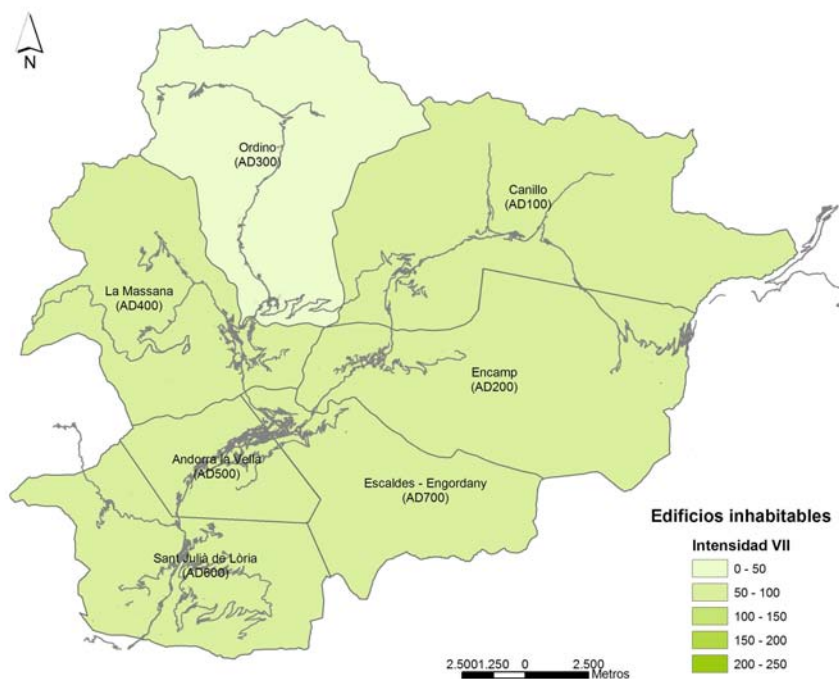 N
Ordino
(AD300)
Canillo
(AD100)
La Massana
(AD400)
Encamp
(AD200)
Andorra la Vella
(AD500)
Escaldes - Engordany
(AD700)
Sant Julià de Lòria
(AD600)
Edificios inhabitables
Intensidad VII
0 - 50
50 - 100
100 - 150
150 - 200
200 - 250
2.500 1.250 0 2.500
Metros